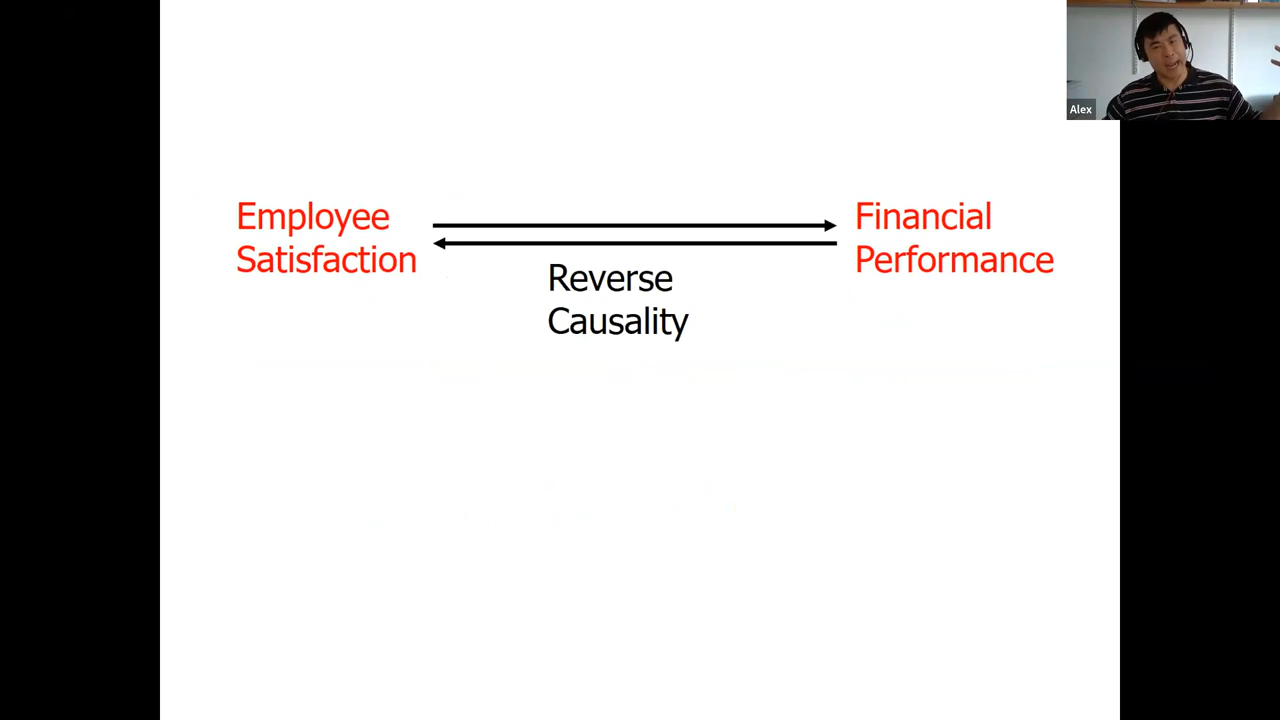 Alex
Employee
Satisfaction
Financial
Performance
Reverse
Causality